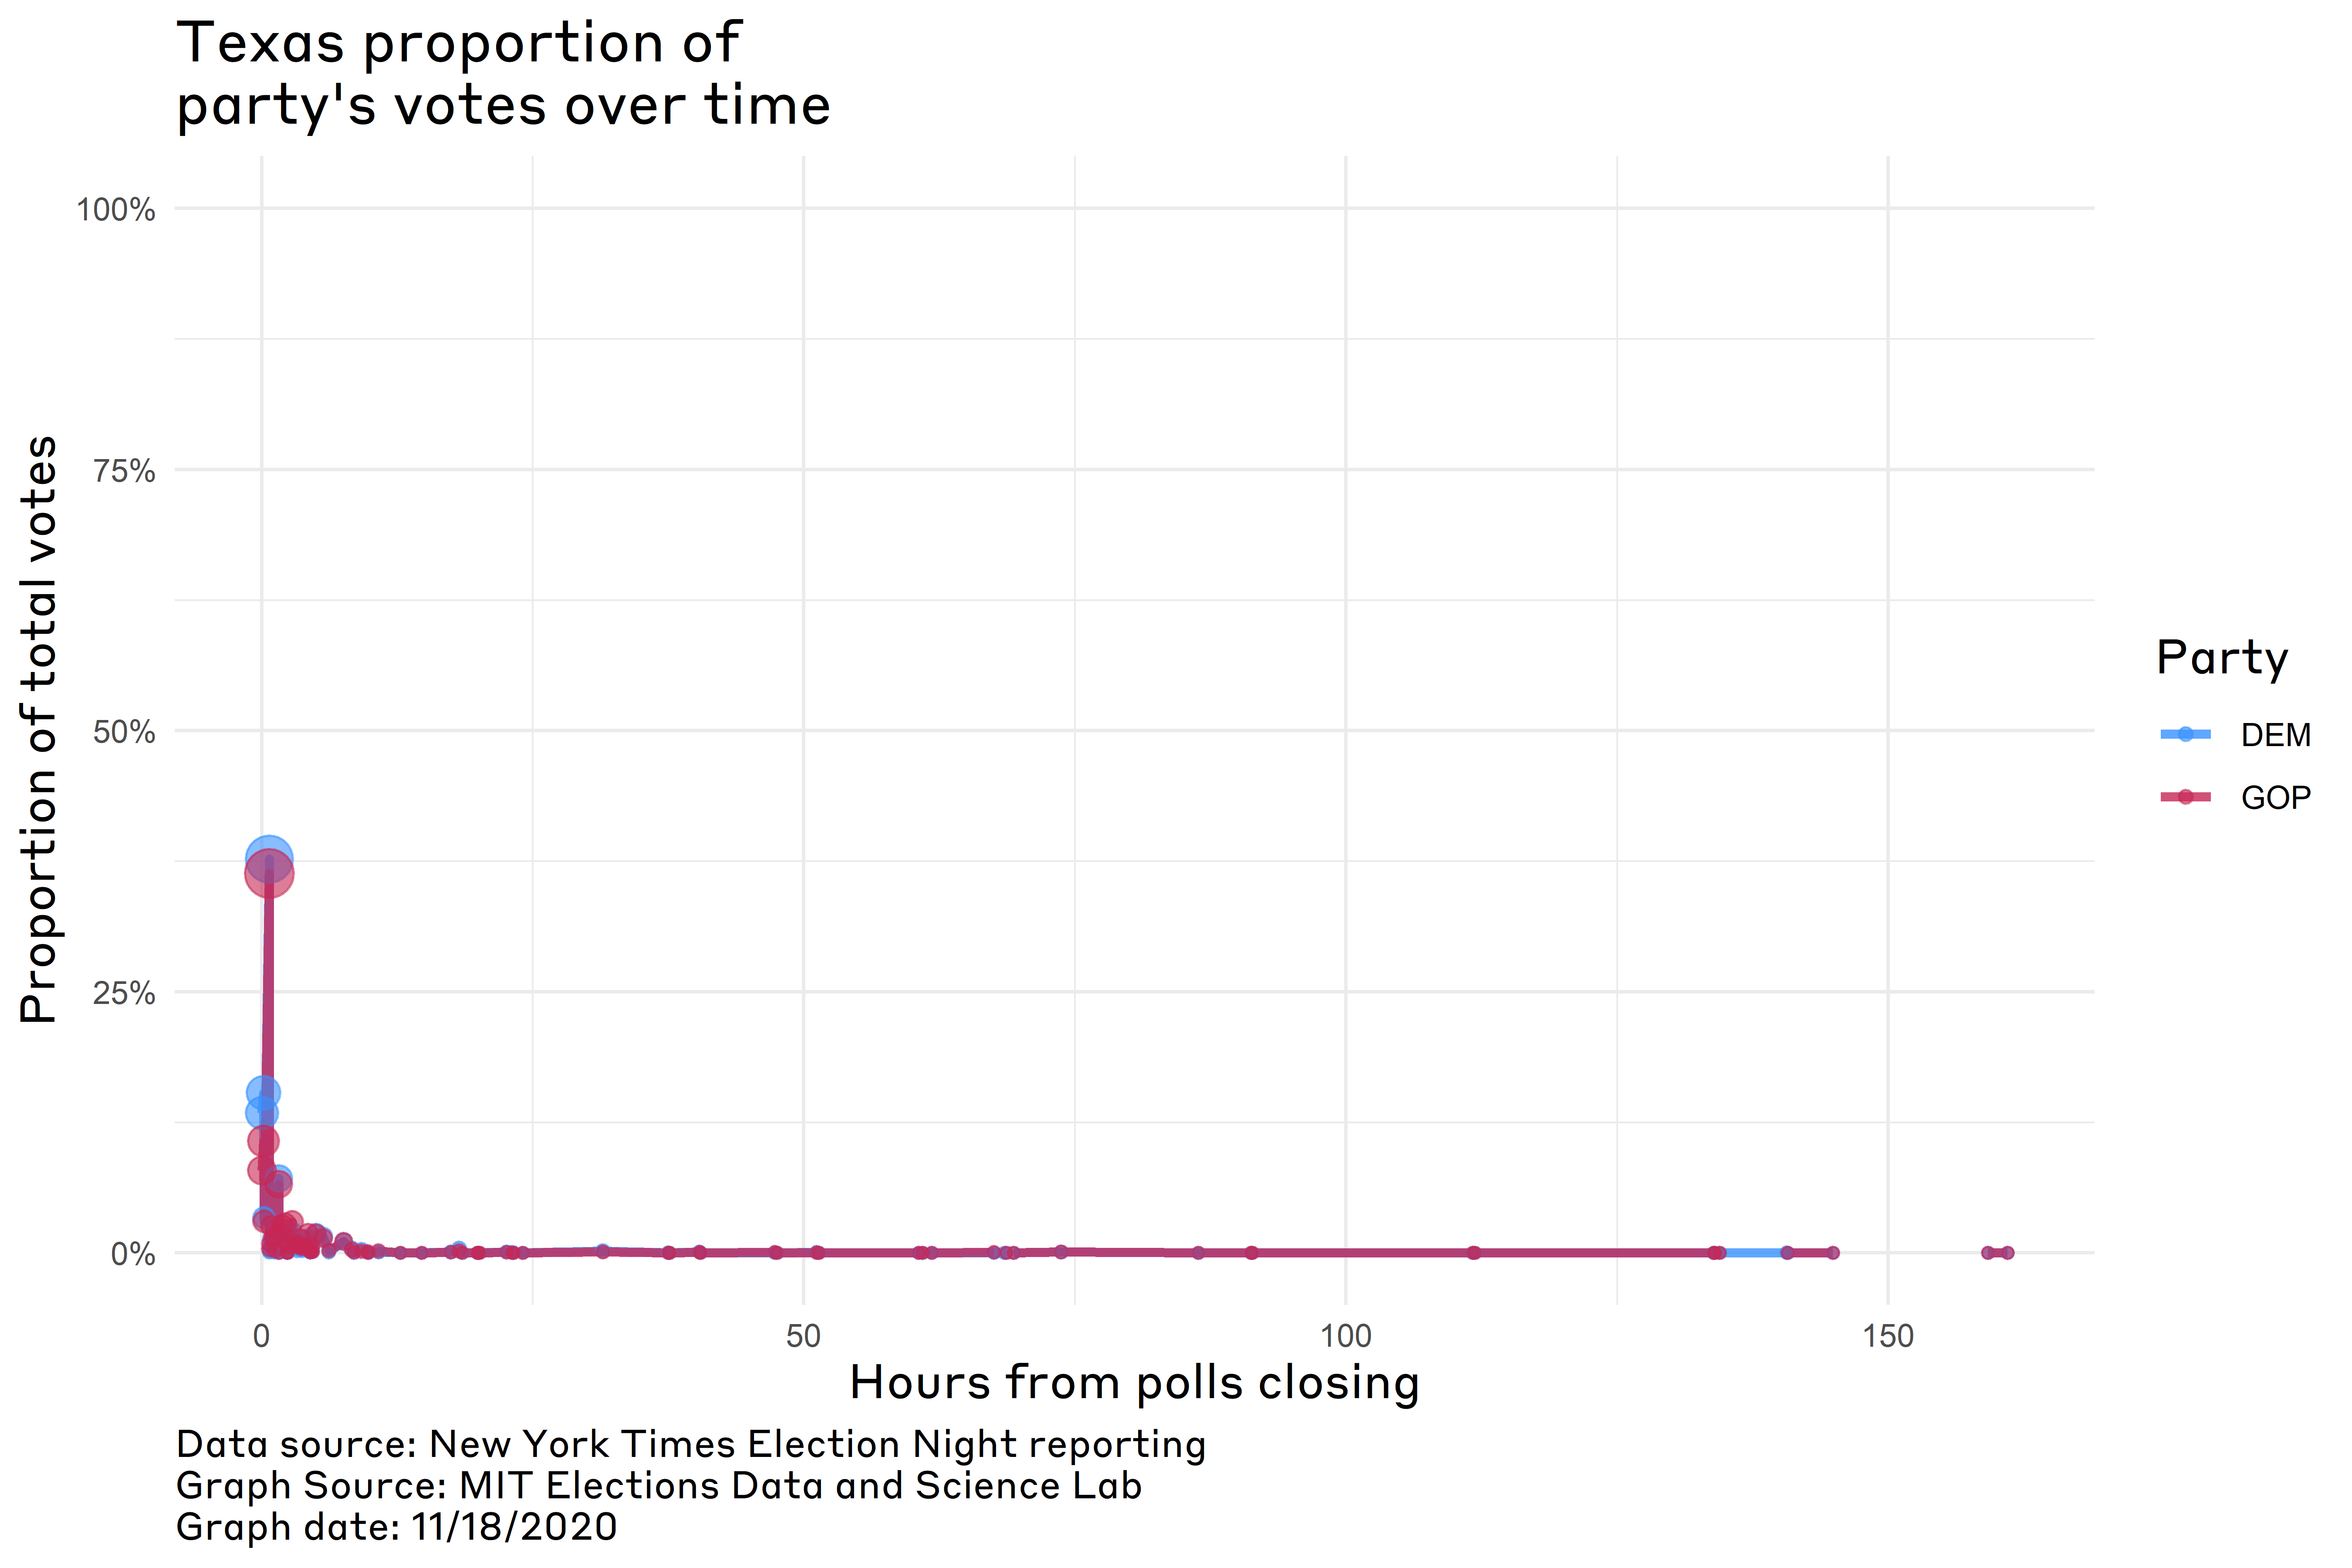 Texas proportion of
party's votes over time
Proportion of total votes
100%
75%
50%
25%
0%
0
50
100
150
Hours from polls closing
Party
DEM
GOP
Data source: New York Times Election Night reporting
Graph Source: MIT Elections Data and Science Lab
Graph date: 11/18/2020